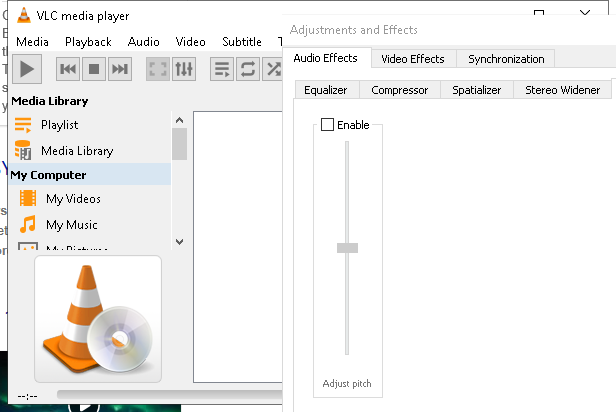 VLC media player
Media Playback Audio Video Subtitle
Media Library
Playlist
Media Library
My Computer
My Videos
My Music
My Pictures
--:--
Adjustments and Effects
Audio Effects Video Effects Synchronization
Equalizer Compressor Spatializer Stereo Widener
Enable
Adjust pitch